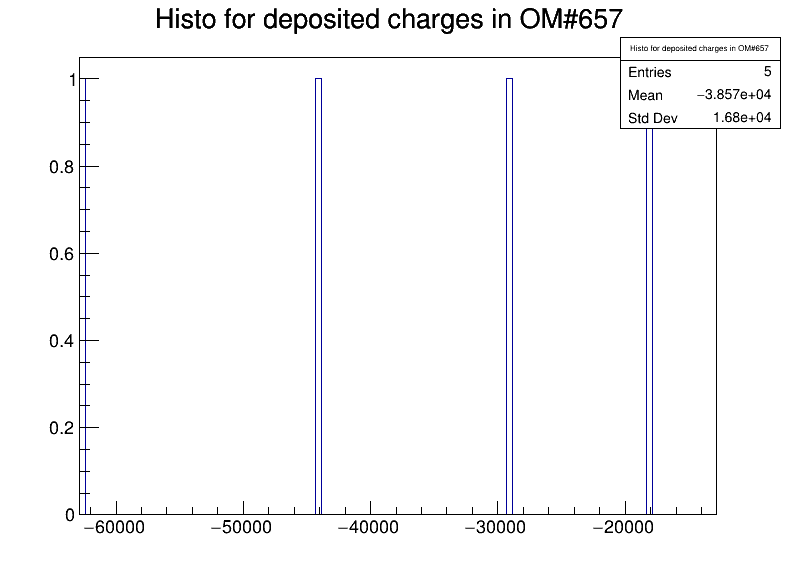 Histo for deposited charges in OM#657
Histo for deposited charges in OM#657
Entries 5
Mean −3.857e+04
Std Dev 1.68e+04
1
0.8
0.6
0.4
0.2
0
−60000 −50000 −40000 −30000 −20000